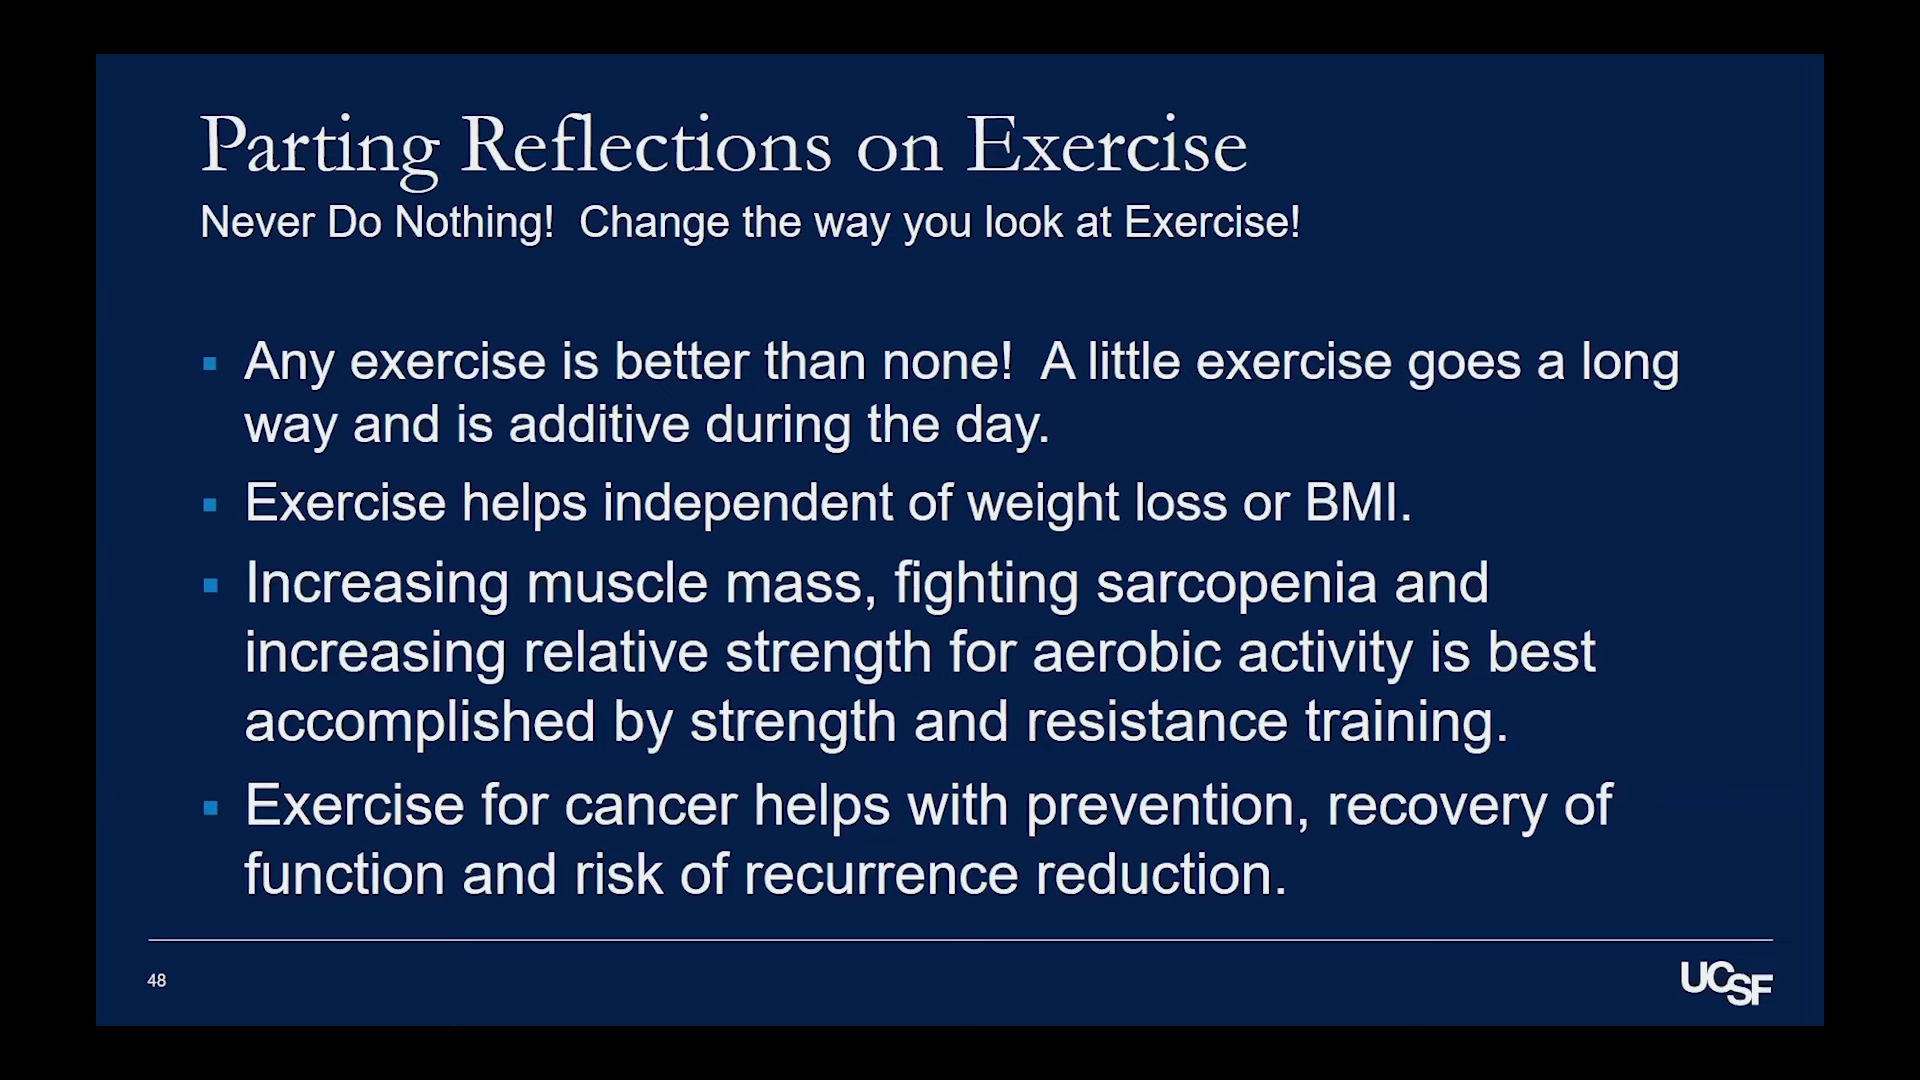 Parting Reflections on Exercise
Never Do Nothing!  Change the way you look at Exercise!
▪ Any exercise is better than none!  A little exercise goes a long
way and is additive during the day.
▪ Exercise helps independent of weight loss or BMI.
▪ Increasing muscle mass, fighting sarcopenia and
increasing relative strength for aerobic activity is best
accomplished by strength and resistance training.
▪ Exercise for cancer helps with prevention, recovery of
function and risk of recurrence reduction.
48
UCSF